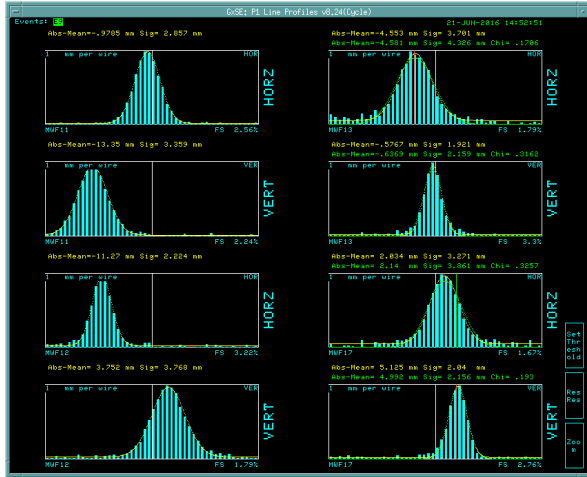 GxSE: P1 Line Profiles v8.24(Cycle)
Events: E9 21-JUN-2016 14:52:51
Abs-Mean=-.9785 mm Sig= 2.857 mm
1 mm per wire HOR
HORZ
MWF11 FS 2.56%
Abs-Mean=-4.553 mm Sig= 3.701 mm
Abs-Mean=-4.581 mm Sig= 4.326 mm Chi= .1706
1 mm per wire HOR
HORZ
MWF13 FS 1.79%
Abs-Mean=-13.35 mm Sig= 3.359 mm
1 mm per wire VER
VERT
MWF11 FS 2.24%
Abs-Mean=-.5767 mm Sig= 1.921 mm
Abs-Mean=-.6369 mm Sig= 2.159 mm Chi= .3162
1 mm per wire VER
VERT
MWF13 FS 3.3%
Abs-Mean=-11.27 mm Sig= 2.224 mm
1 mm per wire HOR
HORZ
MWF12 FS 3.22%
Abs-Mean= 2.034 mm Sig= 3.271 mm
Abs-Mean= 2.14 mm Sig= 3.861 mm Chi= .3257
1 mm per wire HOR
HORZ
MWF17 FS 1.67%
Abs-Mean= 3.752 mm Sig= 3.768 mm
1 mm per wire VER
VERT
MWF12 FS 1.79%
Abs-Mean= 5.125 mm Sig= 2.04 mm
Abs-Mean= 4.992 mm Sig= 2.156 mm Chi= .193
1 mm per wire VER
VERT
MWF17 FS 2.76%
Set
Thr
esh
old
Res
Res
Zoo
m